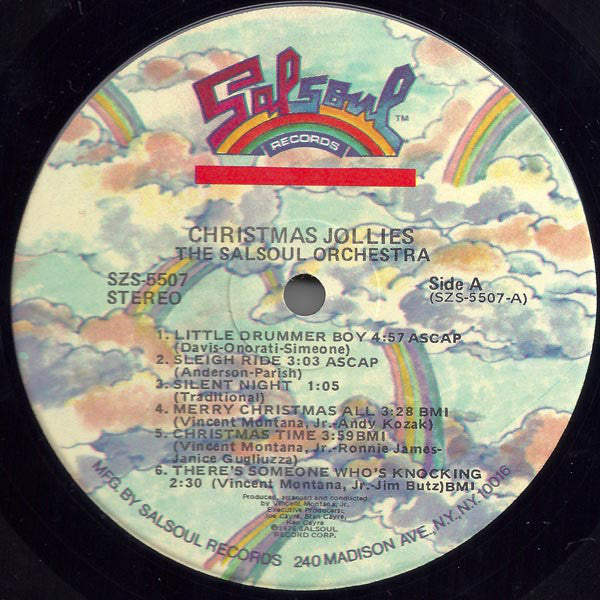 Salsoul TM
RECORDS
CHRISTMAS JOLLIES
THE SALSOUL ORCHESTRA
SZS-5507
STEREO
Side A
(SZS-5507-A)
1. LITTLE DRUMMER BOY 4:57 ASCAP
(Davis-Onorati-Simeone)
2. SLEIGH RIDE 3:03 ASCAP
(Anderson-Parish)
3. SILENT NIGHT 1:05
(Traditional)
4. MERRY CHRISTMAS ALL 3:28 BMI
(Vincent Montana, Jr.-Andy Kozak)
5. CHRISTMAS TIME 3:59 BMI
(Vincent Montana, Jr.-Ronnie James-
Janice Gugliuzza)
6. THERE'S SOMEONE WHO'S KNOCKING
2:30 (Vincent Montana, Jr.-Jim Butz) BMI
Produced, arranged and conducted
by Vincent Montana, Jr.
Executive Producers:
Joe Cayre, Stan Cayre,
Ken Cayre
©1976 SALSOUL
RECORD CORP.
MFG. BY SALSOUL RECORDS 240 MADISON AVE., N.Y., N.Y. 10016